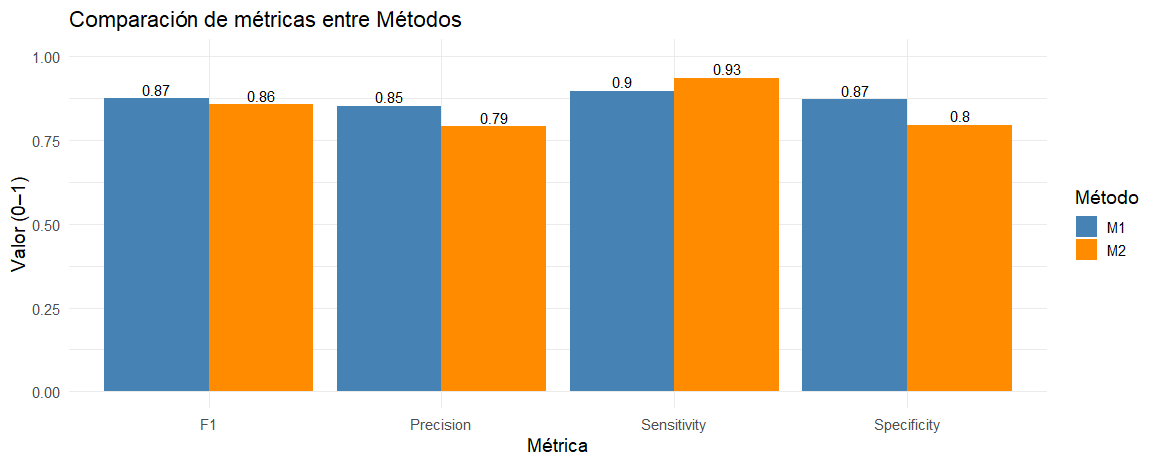 Comparación de métricas entre Métodos
Valor (0–1)
1.00
0.75
0.50
0.25
0.00
0.87
0.86
0.85
0.79
0.9
0.93
0.87
0.8
F1
Precision
Sensitivity
Specificity
Métrica
Método
M1
M2